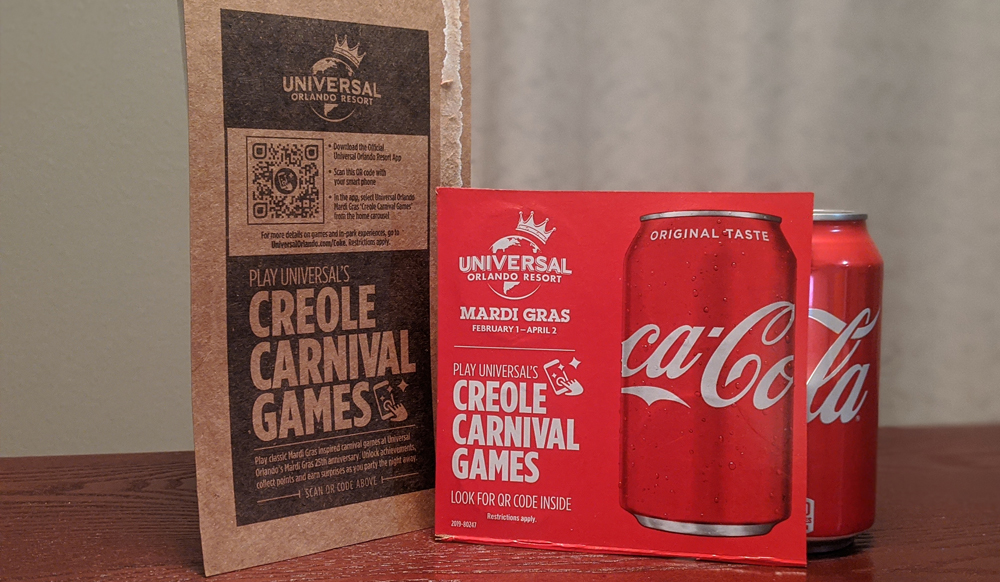 UNIVERSAL
ORLANDO RESORT
• Download the Official
Universal Orlando Resort App
• Scan this QR code with
your smart phone
• In the app, select Universal Orlando
Mardi Gras 'Creole Carnival Games'
from the home carousel
For more details on games and in-park experiences, go to
UniversalOrlando.com/Coke. Restrictions apply.
PLAY UNIVERSAL'S
CREOLE
CARNIVAL
GAMES
Play classic Mardi Gras inspired carnival games at Universal
Orlando's Mardi Gras 25th anniversary. Unlock achievements,
collect points and earn surprises as you party the night away.
SCAN QR CODE ABOVE
UNIVERSAL
ORLANDO RESORT
MARDI GRAS
FEBRUARY 1 – APRIL 2
PLAY UNIVERSAL'S
CREOLE
CARNIVAL
GAMES
LOOK FOR QR CODE INSIDE
Restrictions apply.
2019-80247
ORIGINAL TASTE
ca-Co
la